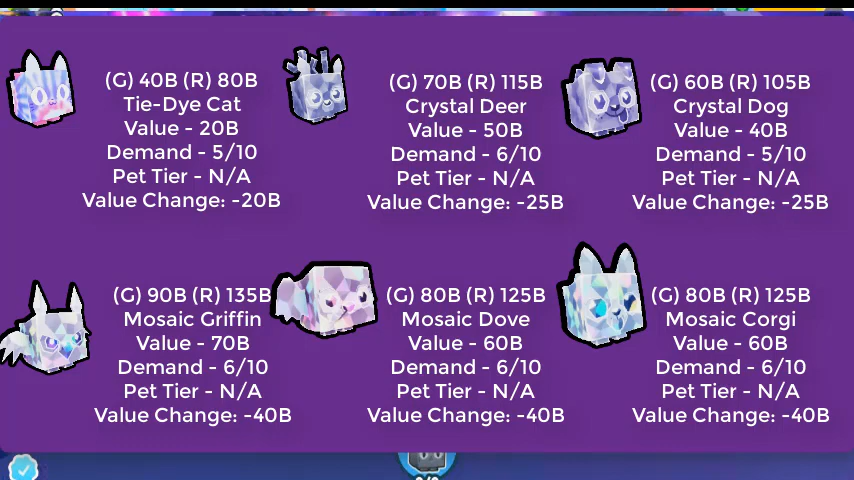 (G) 40B (R) 80B
Tie-Dye Cat
Value - 20B
Demand - 5/10
Pet Tier - N/A
Value Change: -20B
(G) 70B (R) 115B
Crystal Deer
Value - 50B
Demand - 6/10
Pet Tier - N/A
Value Change: -25B
(G) 60B (R) 105B
Crystal Dog
Value - 40B
Demand - 5/10
Pet Tier - N/A
Value Change: -25B
(G) 90B (R) 135B
Mosaic Griffin
Value - 70B
Demand - 6/10
Pet Tier - N/A
Value Change: -40B
(G) 80B (R) 125B
Mosaic Dove
Value - 60B
Demand - 6/10
Pet Tier - N/A
Value Change: -40B
(G) 80B (R) 125B
Mosaic Corgi
Value - 60B
Demand - 6/10
Pet Tier - N/A
Value Change: -40B